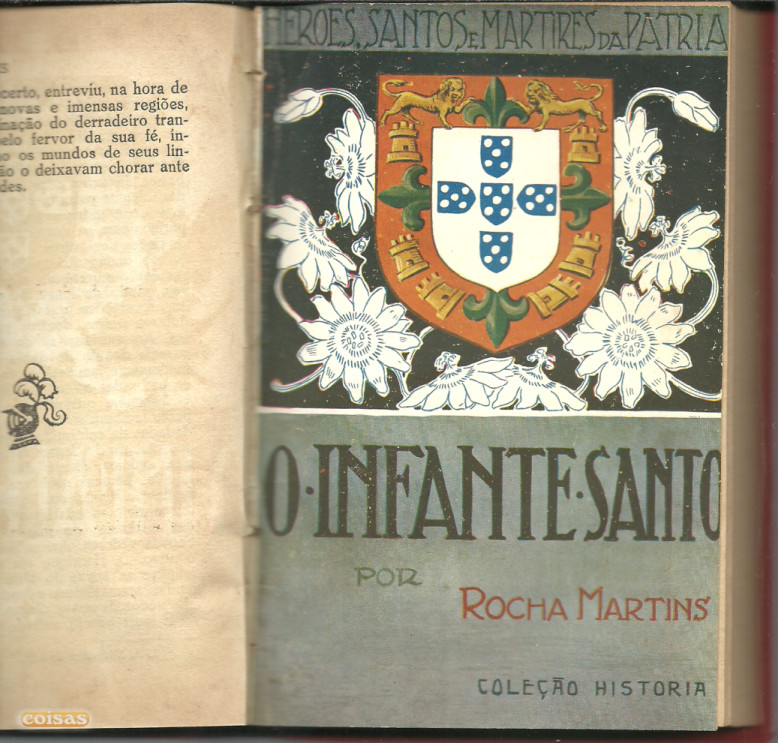 s
certo, entreviu, na hora de
novas e imensas regiões,
mação do derradeiro tran-
pelo fervor da sua fé, in-
o os mundos de seus lin-
ão o deixavam chorar ante
des.
HEROES, SANTOS E MARTIRES DA PATRIA
O·INFANTE·SANTO
POR
ROCHA MARTINS
COLEÇÃO HISTORIA
coisas